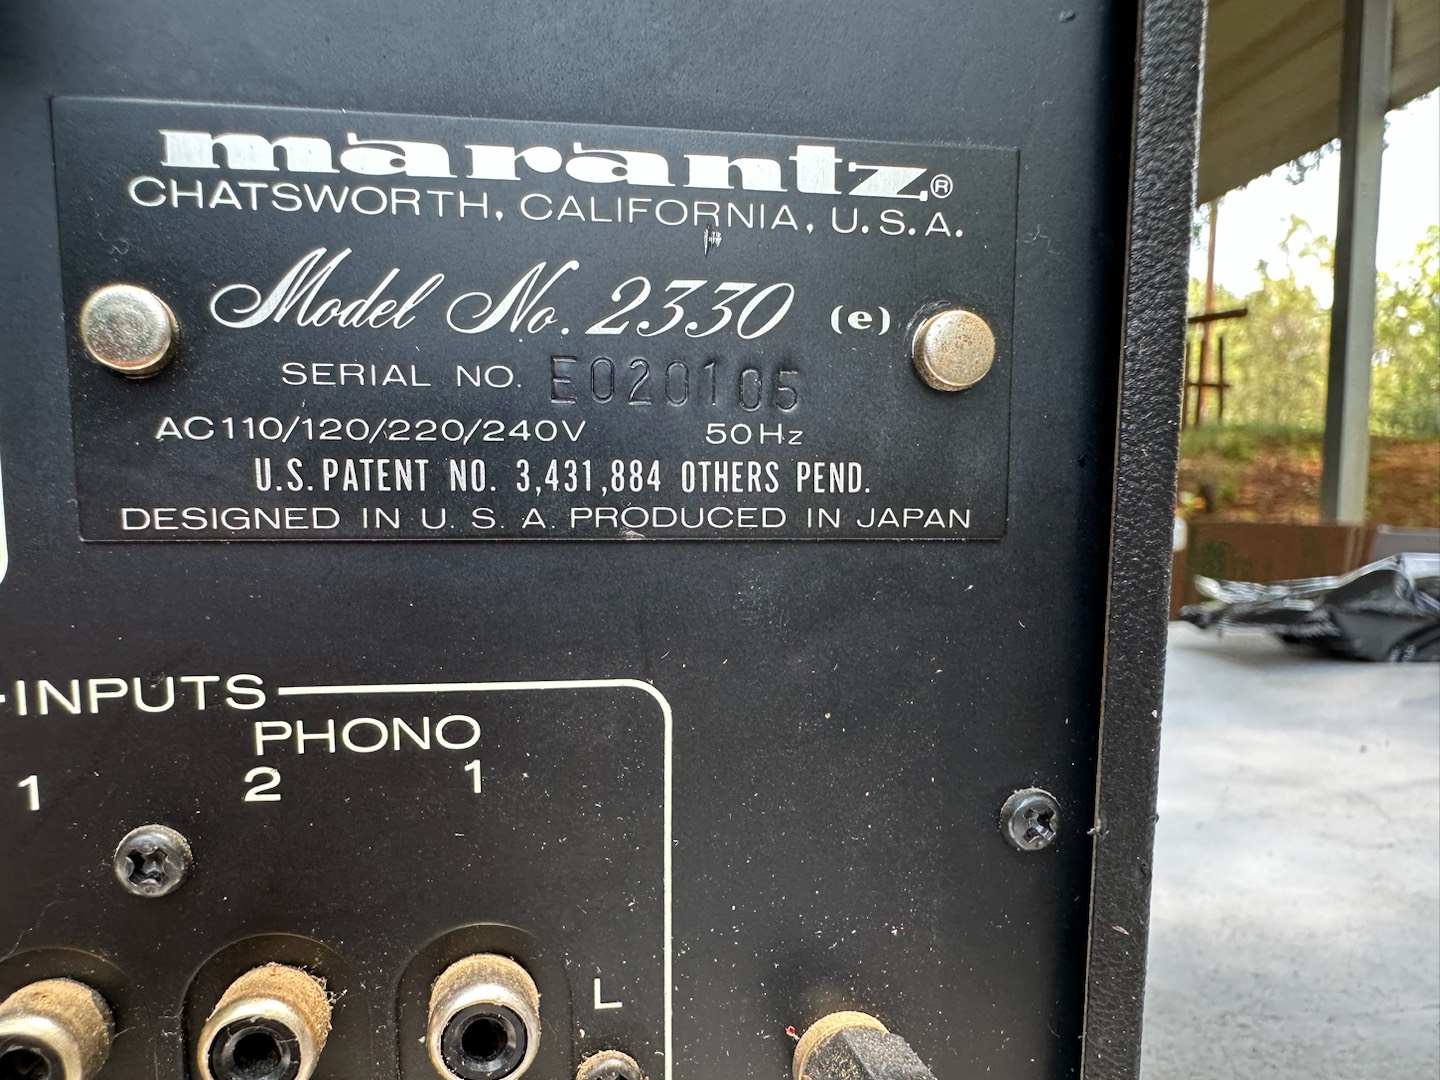 marantz®
CHATSWORTH, CALIFORNIA, U.S.A.
Model No. 2330 (e)
SERIAL NO. E020105
AC110/120/220/240V 50Hz
U.S. PATENT NO. 3,431,884 OTHERS PEND.
DESIGNED IN U. S. A. PRODUCED IN JAPAN
INPUTS
PHONO
1 2 1
L